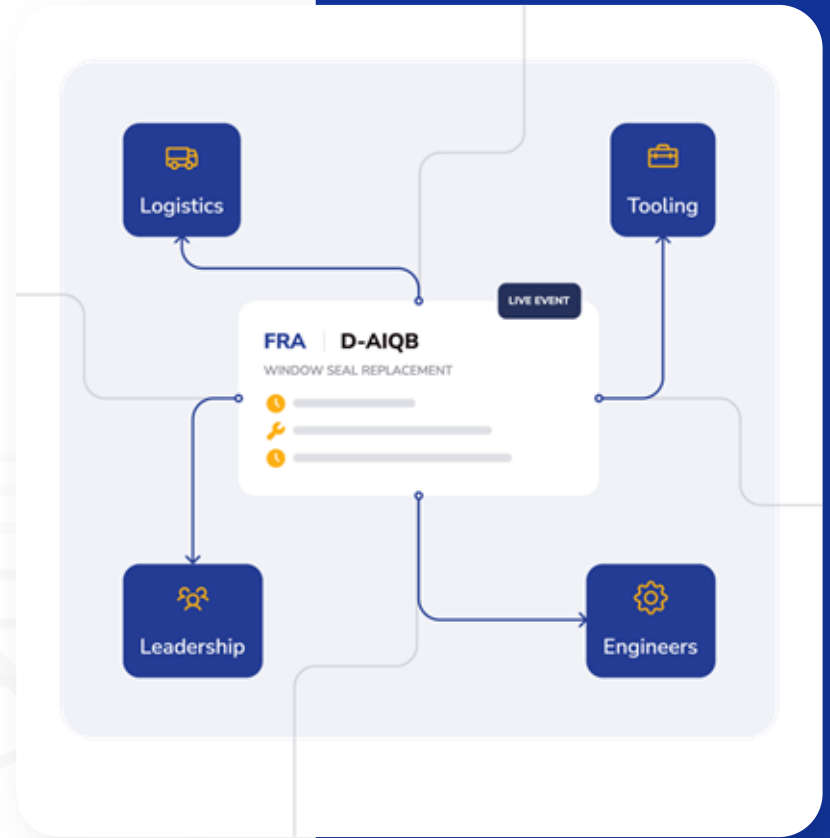 Logistics
Tooling
LIVE EVENT
FRA D-AIQB
WINDOW SEAL REPLACEMENT
Leadership
Engineers